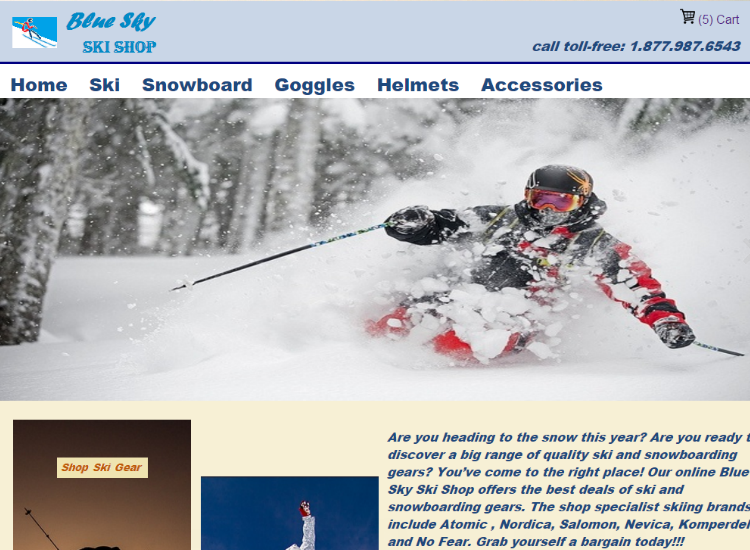 Blue Sky
SKI SHOP
(5) Cart
call toll-free: 1.877.987.6543
Home Ski Snowboard Goggles Helmets Accessories
Shop Ski Gear
Are you heading to the snow this year? Are you ready
discover a big range of quality ski and snowboarding
gears? You've come to the right place! Our online Blue
Sky Ski Shop offers the best deals of ski and
snowboarding gears. The shop specialist skiing brands
include Atomic , Nordica, Salomon, Nevica,
and No Fear. Grab yourself a bargain today!!!